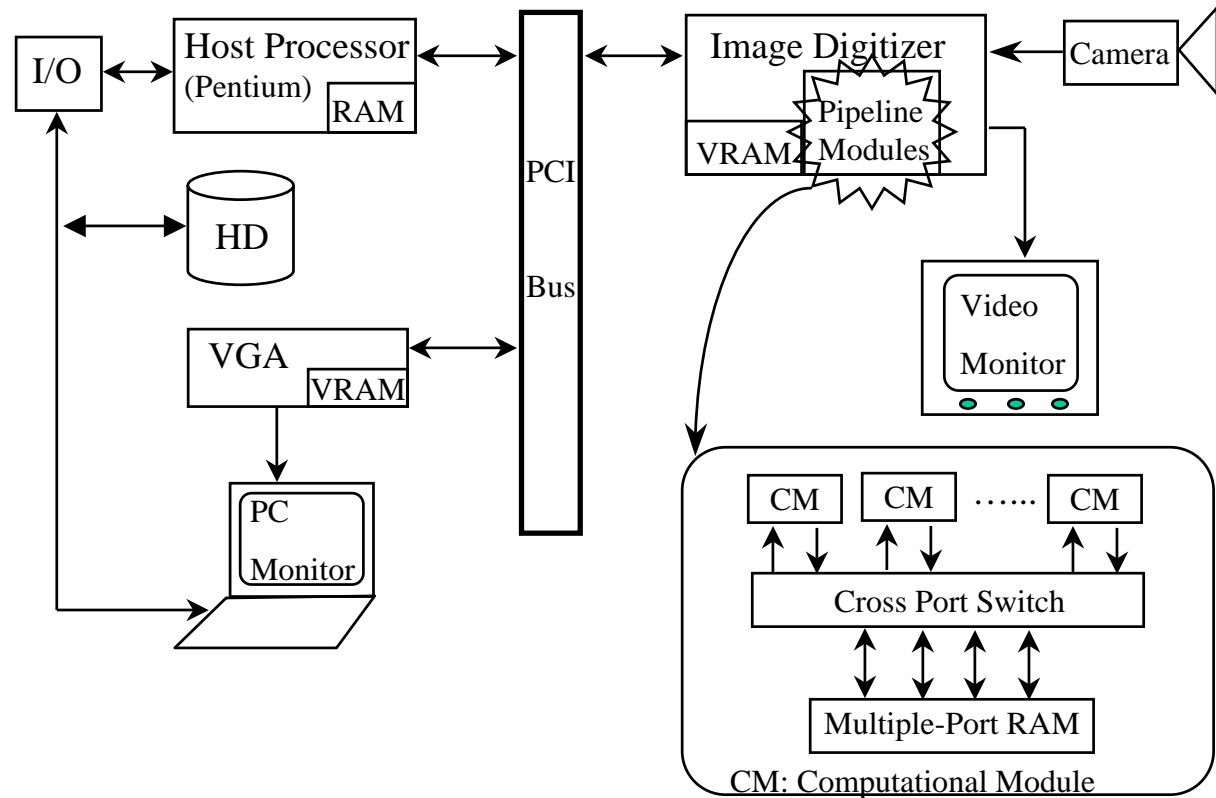 I/O
Host Processor
(Pentium)
RAM
HD
VGA
VRAM
PC
Monitor
PCI
Bus
Image Digitizer
Pipeline
Modules
VRAM
Camera
Video
Monitor
CM
CM
......
CM
Cross Port Switch
Multiple-Port RAM
CM: Computational Module